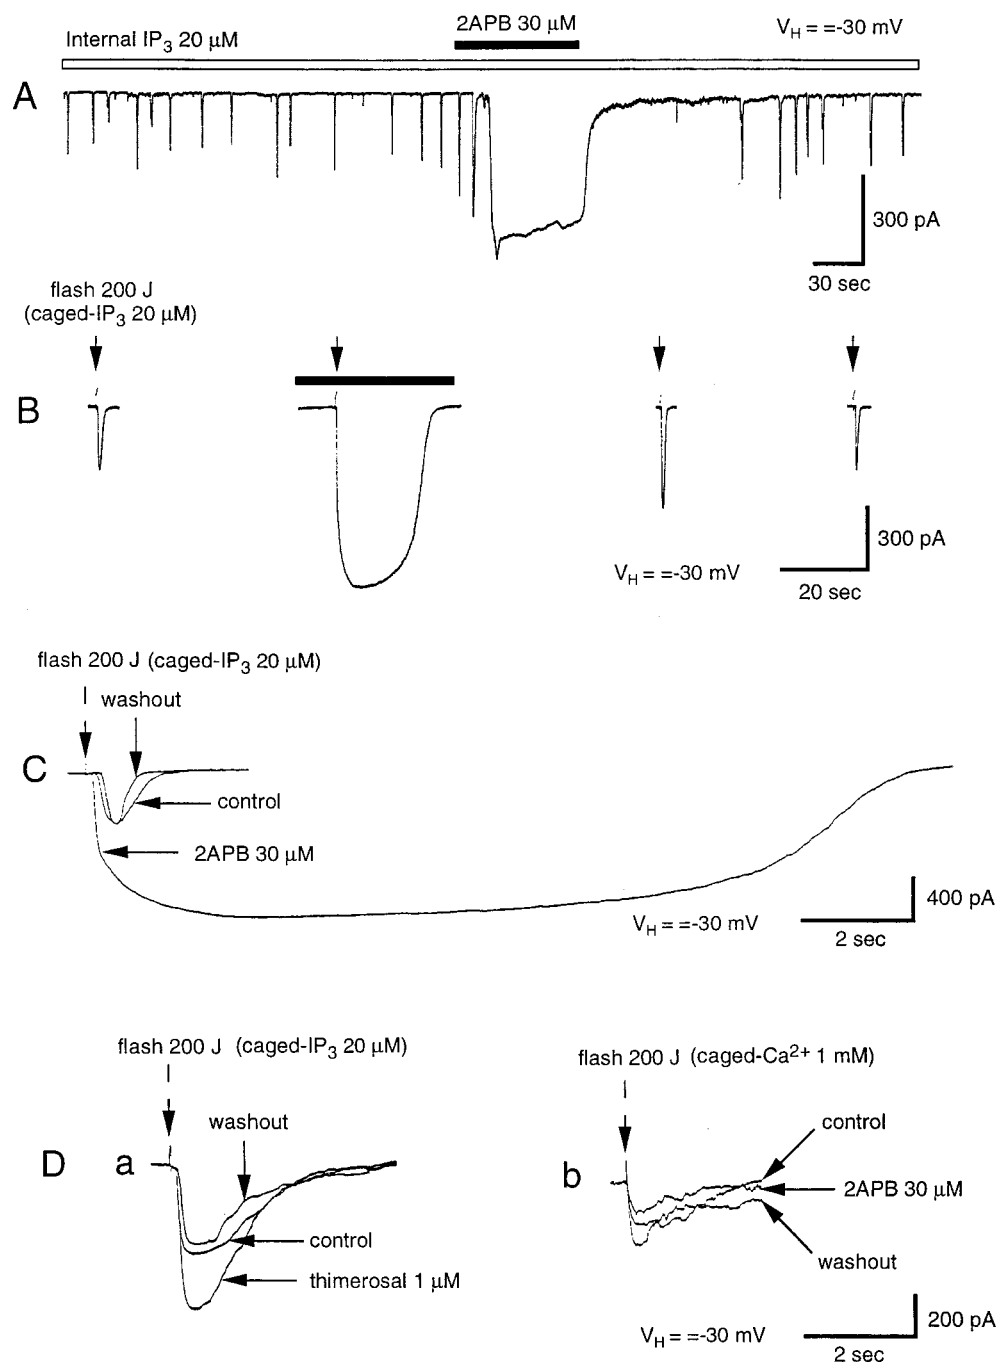 2APB 30 µM
Internal IP3 20 µM
VH = =-30 mV
A
300 pA
30 sec
flash 200 J
(caged-IP3 20 µM)
B
300 pA
VH = =-30 mV
20 sec
flash 200 J (caged-IP3 20 µM)
washout
C
control
2APB 30 µM
400 pA
VH = =-30 mV
2 sec
flash 200 J (caged-IP3 20 µM)
washout
D a
control
thimerosal 1 µM
flash 200 J (caged-Ca2+ 1 mM)
control
b
2APB 30 µM
washout
200 pA
VH = =-30 mV
2 sec